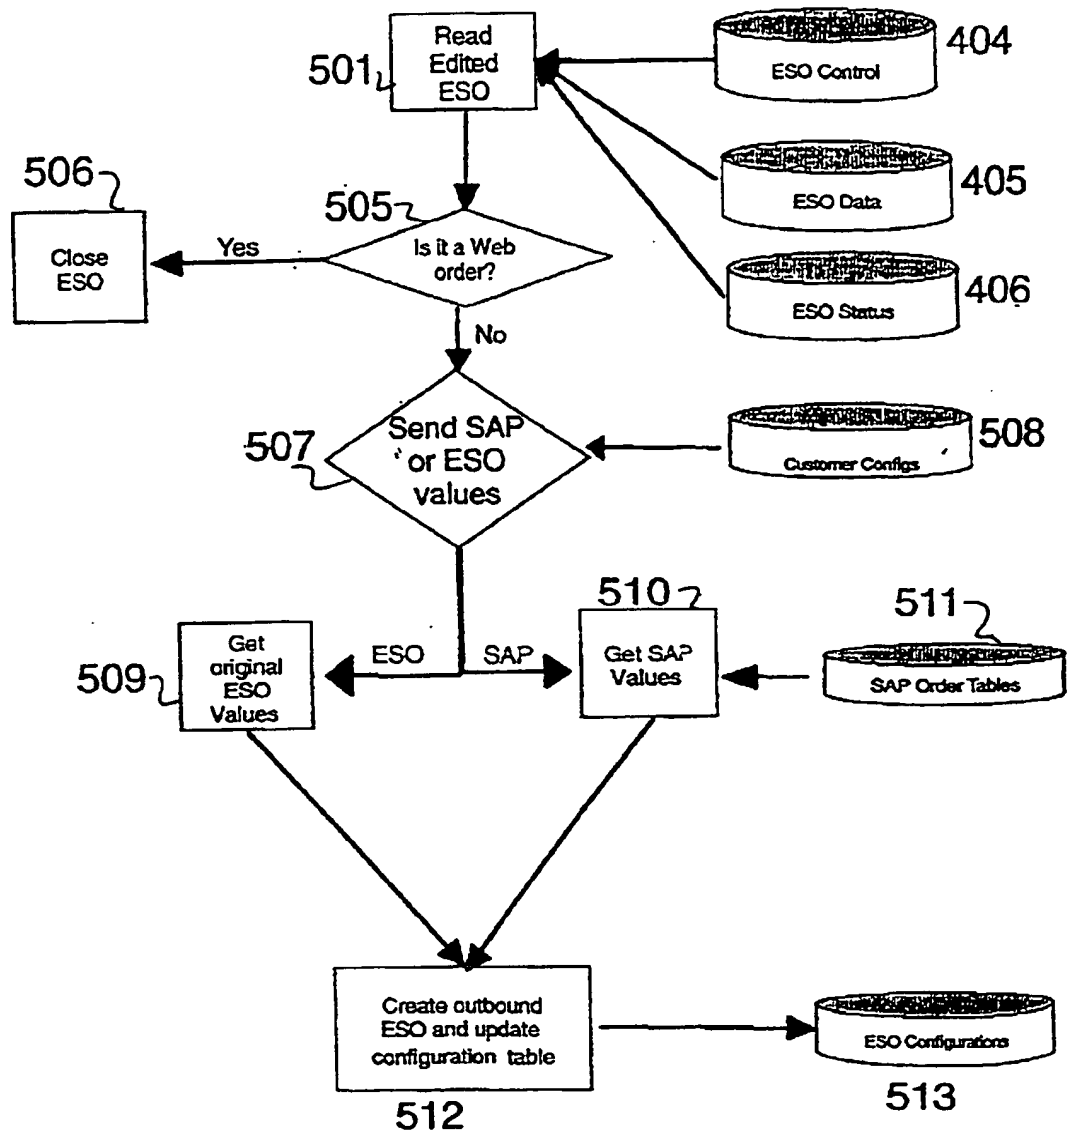 501
Read
Edited
ESO
404
ESO Control
405
ESO Data
406
ESO Status
506
Close
ESO
Yes
505
Is it a Web
order?
No
507
Send SAP
or ESO
values
508
Customer Configs
509
Get
original
ESO
Values
ESO
SAP
510
Get SAP
Values
511
SAP Order Tables
Create outbound
ESO and update
configuration table
512
ESO Configurations
513